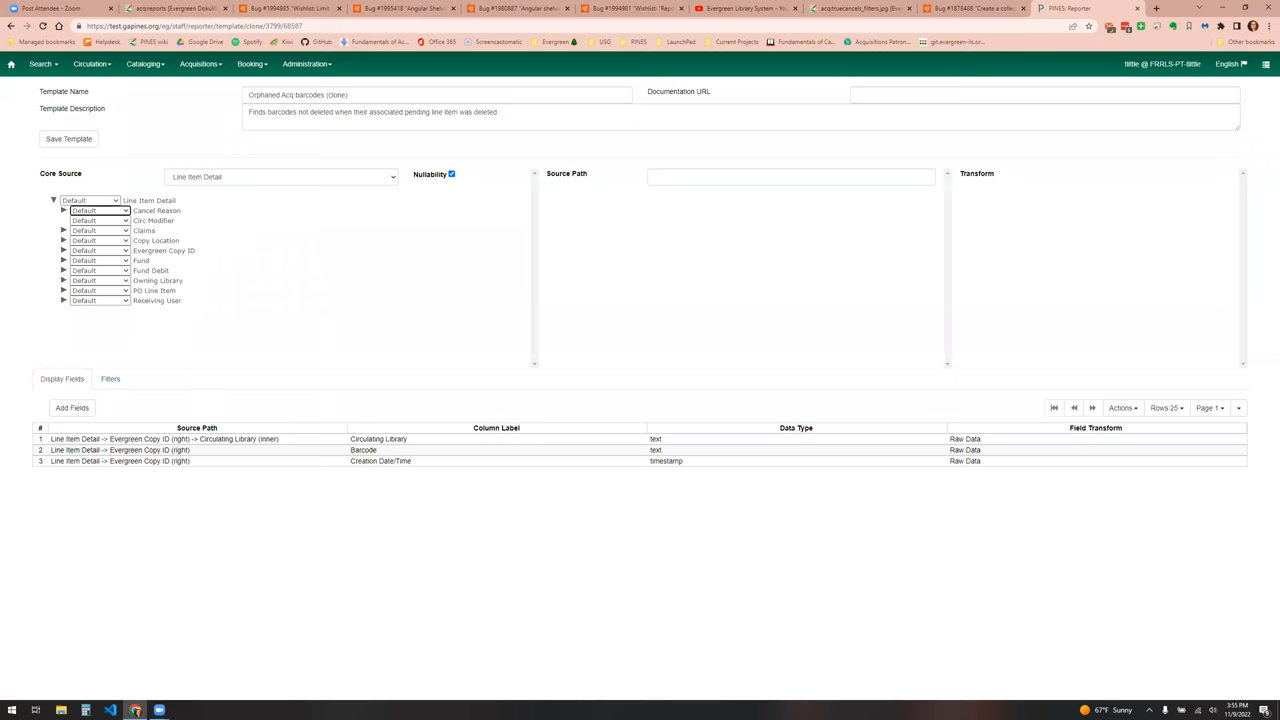 Post Attendee - Zoom
acqreports [Evergreen DokuW
Bug #1994985 "Wishlist: Limit
Bug #1995418 "Angular Shelvi
Bug #1980887 "Angular shelv
Bug #1994961 "Wishlist: "Repo
Evergreen Library System - You
acqtruecancels_filters.jpg [Ever
Bug #1878488 "Create a collec
PINES: Reporter
https://test.gapines.org/eg/staff/reporter/template/clone/3799/68587
Managed bookmarks Helpdesk PINES wiki Google Drive Spotify Kiwi GitHub Fundamentals of Ac... Office 365 Screencastomatic Evergreen USG PINES LaunchPad Current Projects Fundamentals of Ca... Acquisitions Patron... git.evergreen-ils.or... Other bookmarks
Search Circulation Cataloging Acquisitions Booking Administration
English
Template Name
Orphaned Acq barcodes (clone)
Documentation URL
Template Description
Finds barcodes not deleted when their associated pending line item was deleted.
Save Template
Core Source
Line Item Detail
Nullability
Source Path
Transform
Default Line Item Detail
Default Cancel Reason
Default Circ Modifier
Default Claims
Default Copy Location
Default Evergreen Copy ID
Default Fund
Default Fund Debit
Default Owning Library
Default PO Line Item
Default Receiving User
Display Fields Filters
Add Fields
Actions Rows 25 Page 1
# Source Path Column Label Data Type Field Transform
1 Line Item Detail -> Evergreen Copy ID (right) -> Circulating Library (inner) Circulating Library text Raw Data
2 Line Item Detail -> Evergreen Copy ID (right) Barcode text Raw Data
3 Line Item Detail -> Evergreen Copy ID (right) Creation Date/Time timestamp Raw Data
67°F Sunny
3:55 PM
11/9/2022